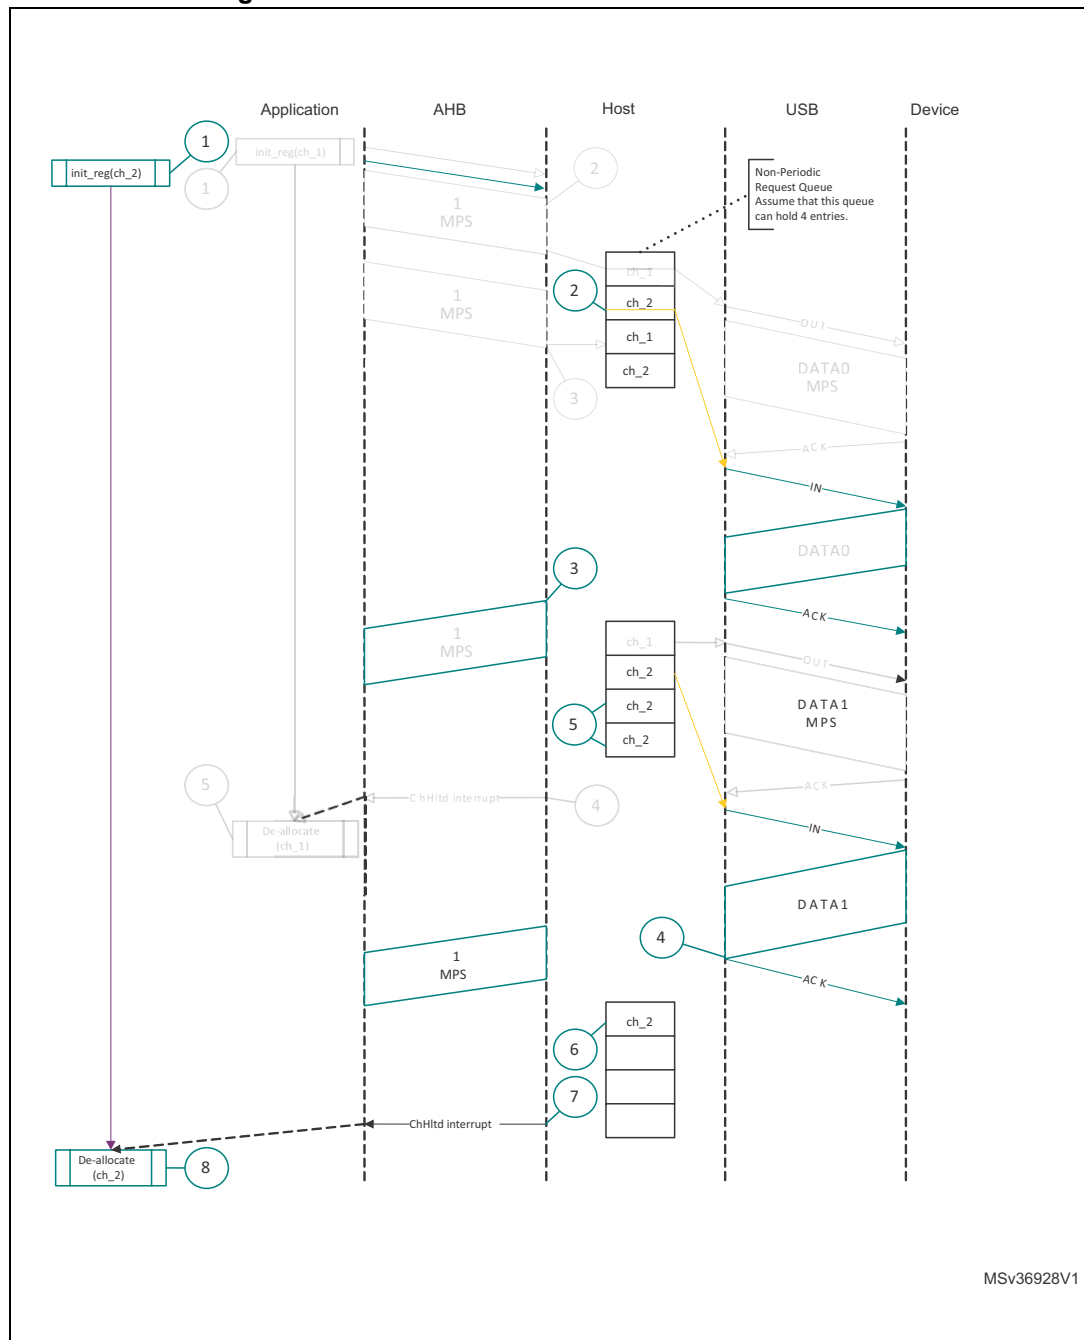 Application AHB Host USB Device
1
init_reg(ch_1)
init_reg(ch_2)
1
2
Non-Periodic
Request Queue
Assume that this queue
can hold 4 entries.
1
MPS
ch_1
2
ch_2
1
MPS
ch_1
OUT
ch_2
DATA0
MPS
3
ACK
IN
DATA0
3
ACK
1
MPS
ch_1
OUT
ch_2
ch_2
DATA1
MPS
5
ch_2
5
ACK
ChHltd interrupt
4
De-allocate
(ch_1)
IN
DATA1
4
1
MPS
ACK
ch_2
6
7
ChHltd interrupt
De-allocate
(ch_2)
8
MSv36928V1